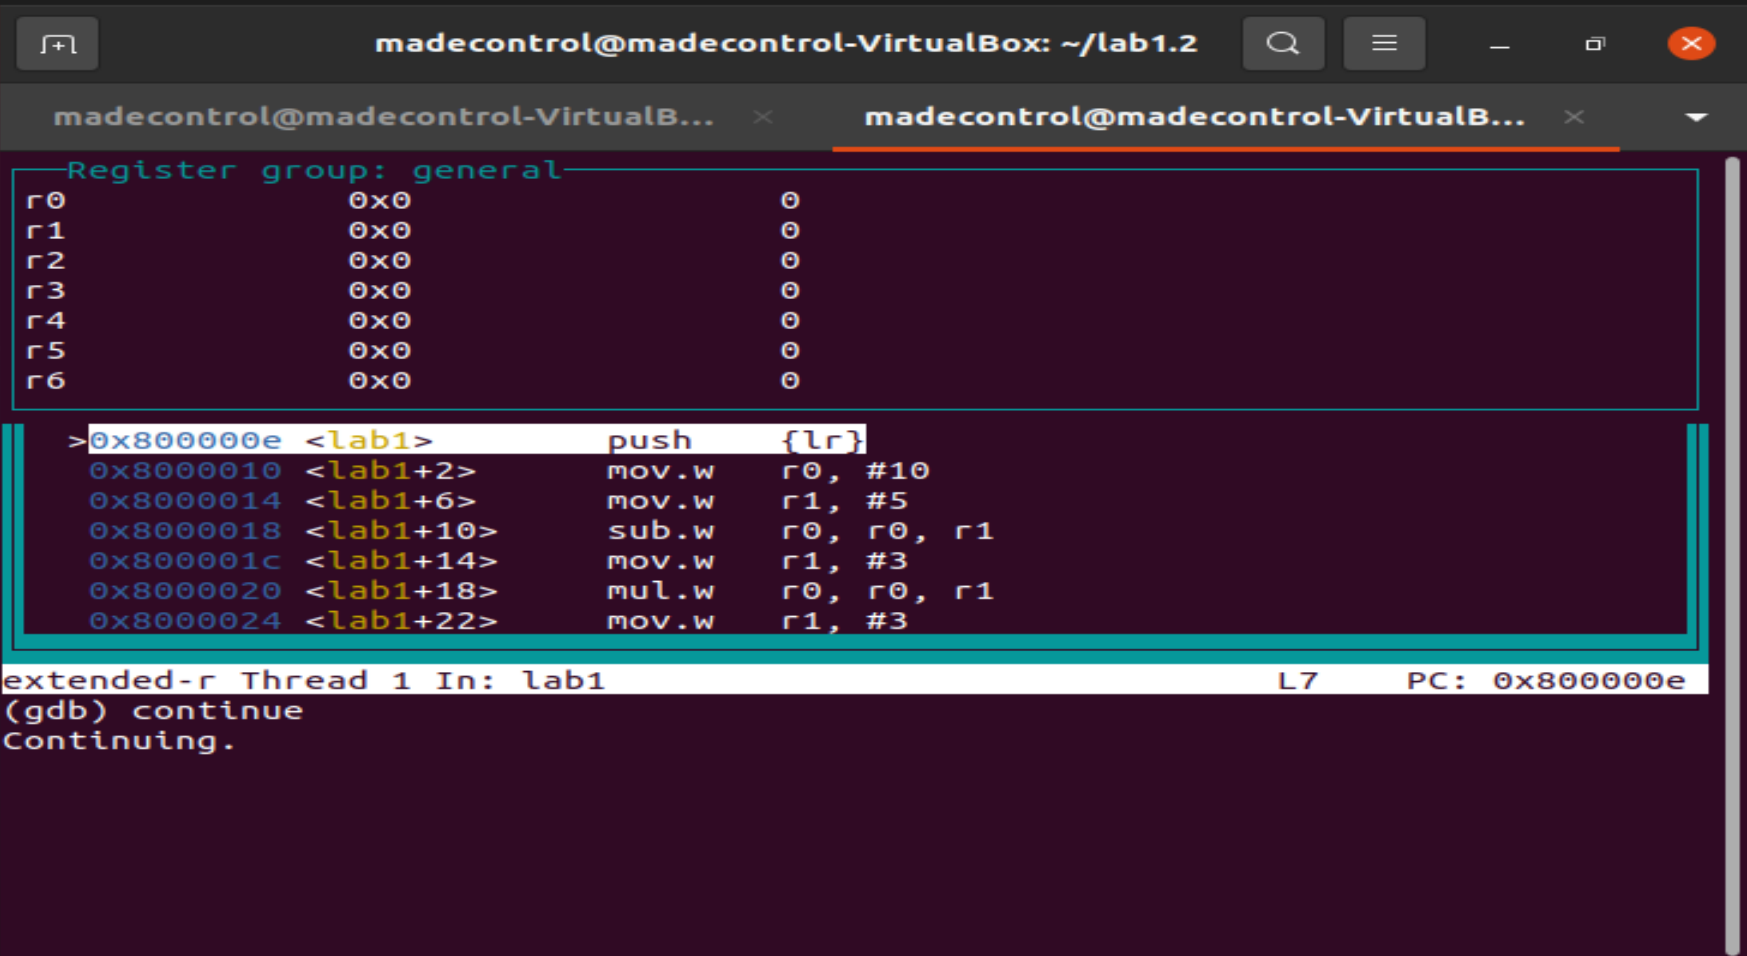 madecontrol@madecontrol-VirtualBox: ~/lab1.2
madecontrol@madecontrol-VirtualB... madecontrol@madecontrol-VirtualB...
Register group: general
r0 0x0 0
r1 0x0 0
r2 0x0 0
r3 0x0 0
r4 0x0 0
r5 0x0 0
r6 0x0 0
>0x800000e <lab1> push {lr}
0x8000010 <lab1+2> mov.w r0, #10
0x8000014 <lab1+6> mov.w r1, #5
0x8000018 <lab1+10> sub.w r0, r0, r1
0x800001c <lab1+14> mov.w r1, #3
0x8000020 <lab1+18> mul.w r0, r0, r1
0x8000024 <lab1+22> mov.w r1, #3
extended-r Thread 1 In: lab1 L7 PC: 0x800000e
(gdb) continue
Continuing.